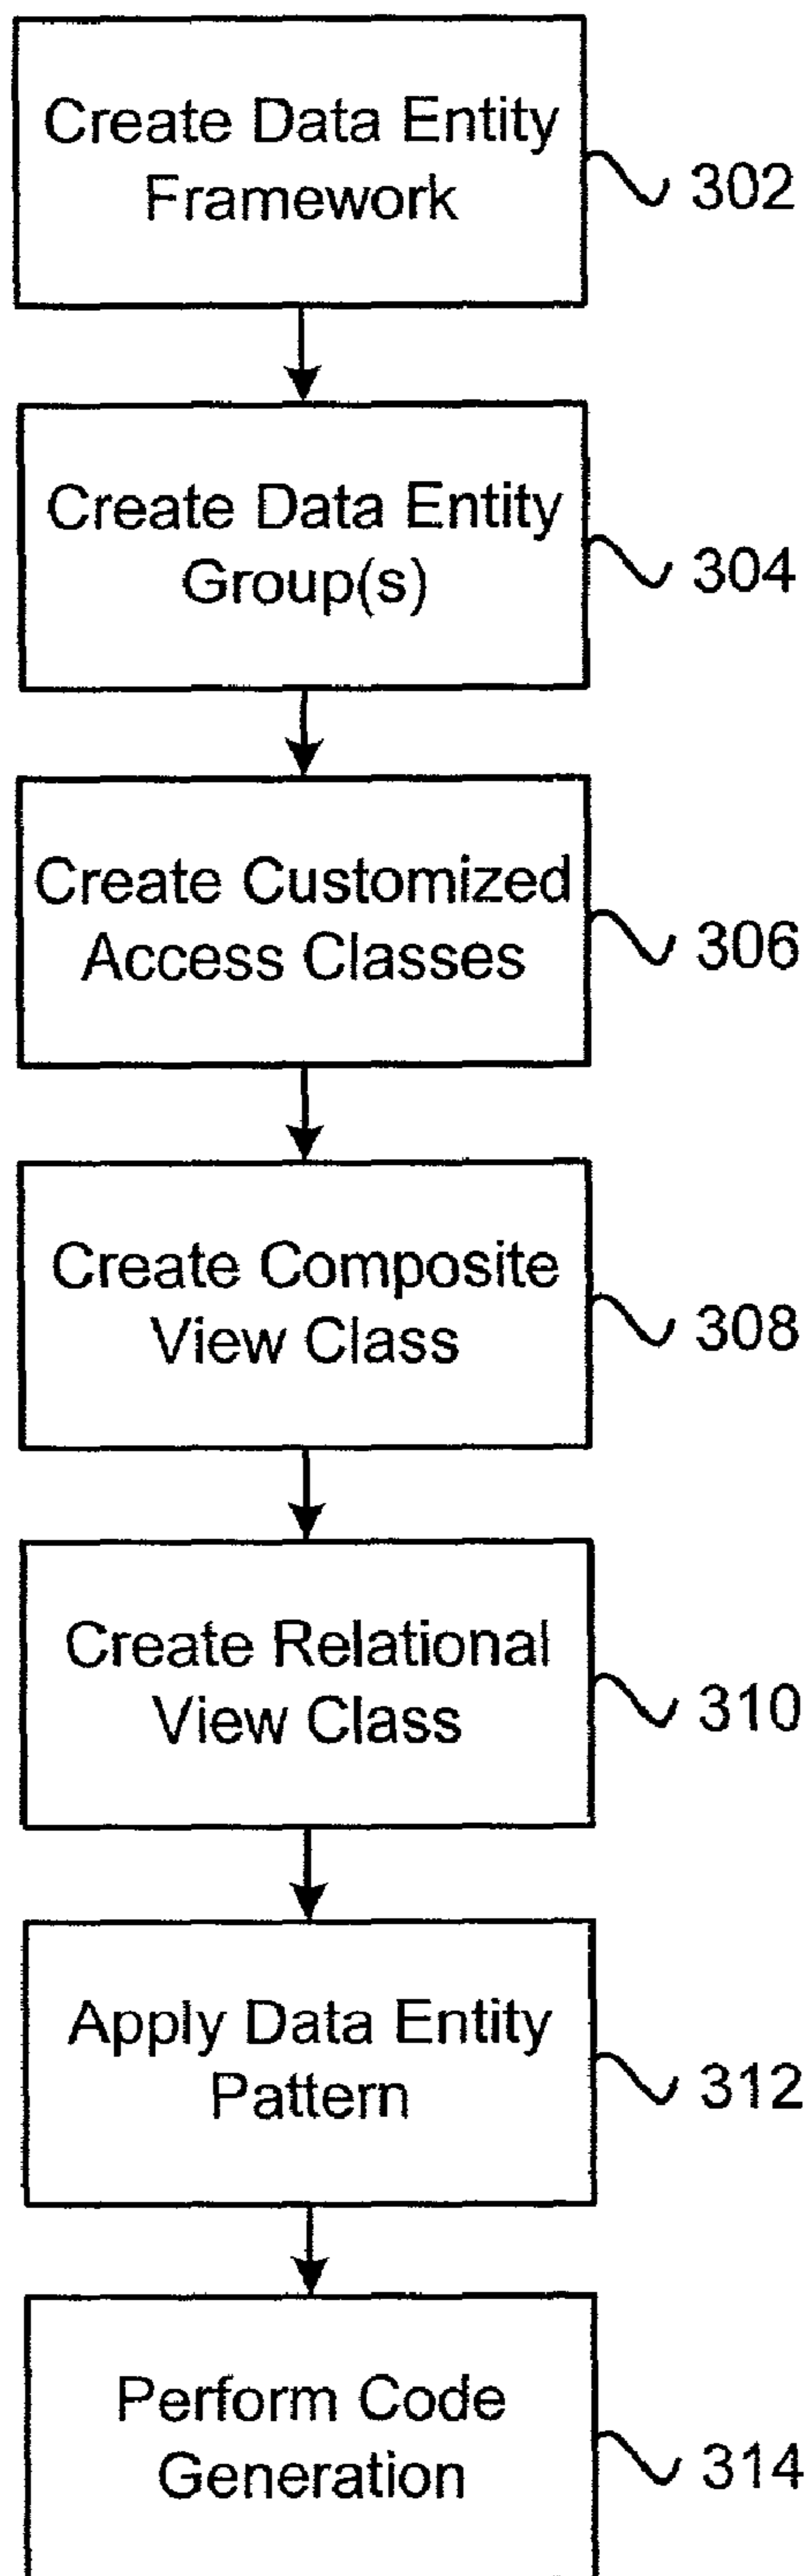 Create Data Entity
Framework
302
Create Data Entity
Group(s)
304
Create Customized
Access Classes
306
Create Composite
View Class
308
Create Relational
View Class
310
Apply Data Entity
Pattern
312
Perform Code
Generation
314